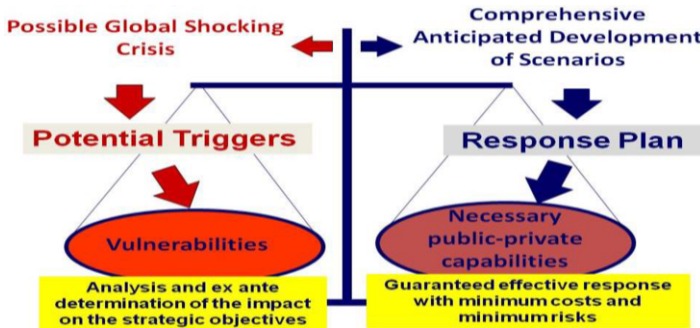 Possible Global Shocking
Crisis
Potential Triggers
Vulnerabilities
Analysis and ex ante
determination of the impact
on the strategic objectives
Comprehensive
Anticipated Development
of Scenarios
Response Plan
Necessary
public-private
capabilities
Guaranteed effective response
with minimum costs and
minimum risks